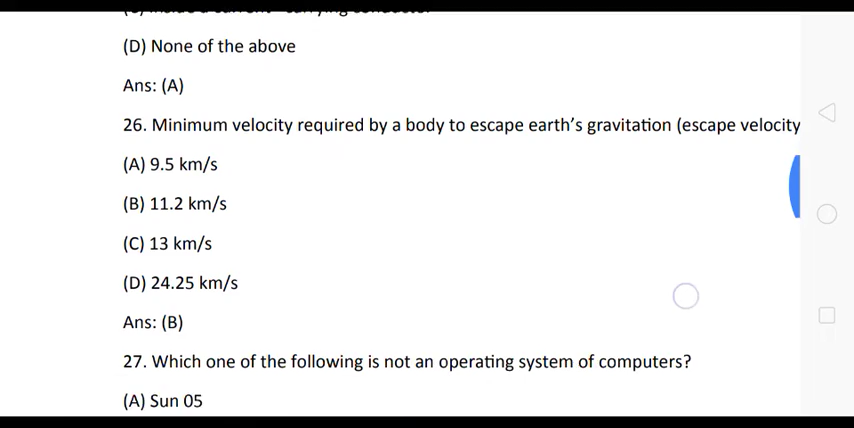 (D) None of the above
Ans: (A)
26. Minimum velocity required by a body to escape earth's gravitation (escape velocity
(A) 9.5 km/s
(B) 11.2 km/s
(C) 13 km/s
(D) 24.25 km/s
Ans: (B)
27. Which one of the following is not an operating system of computers?
(A) Sun 05